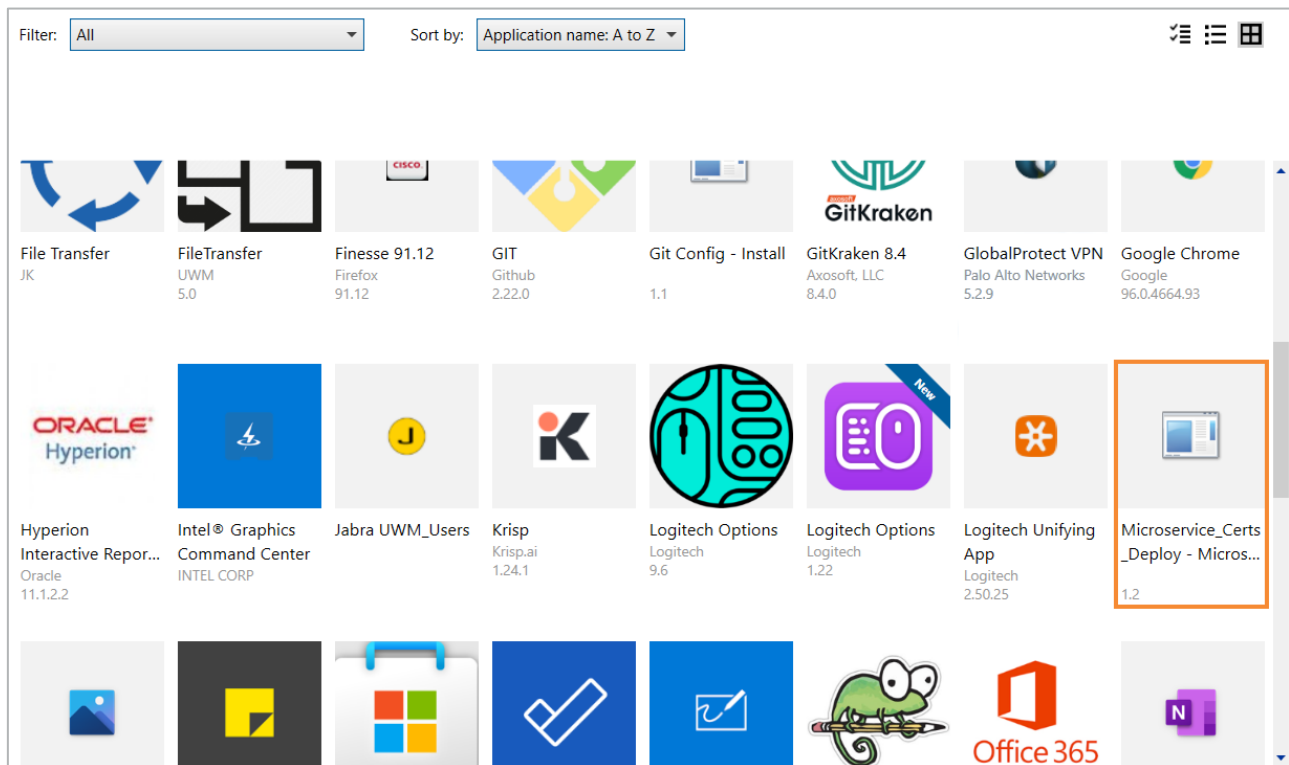 Filter: All Sort by: Application name: A to Z
CISCO
axosoft
GitKraken
File Transfer
JK
FileTransfer
UWM
5.0
Finesse 91.12
Firefox
91.12
GIT
Github
2.22.0
Git Config - Install
1.1
GitKraken 8.4
Axosoft, LLC
8.4.0
GlobalProtect VPN
Palo Alto Networks
5.2.9
Google Chrome
Google
96.0.4664.93
ORACLE®
Hyperion®
J
K
New
Hyperion
Interactive Repor...
Oracle
11.1.2.2
Intel® Graphics
Command Center
INTEL CORP
Jabra UWM_Users
Krisp
Krisp.ai
1.24.1
Logitech Options
Logitech
9.6
Logitech Options
Logitech
1.22
Logitech Unifying
App
Logitech
2.50.25
Microservice_Certs
_Deploy - Micros...
1.2
Office 365
N